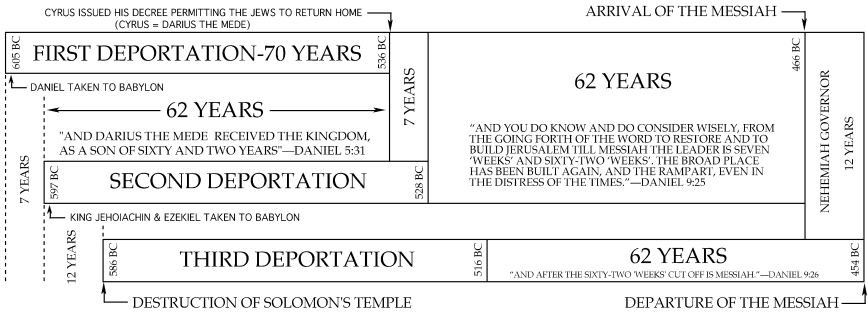 CYRUS ISSUED HIS DECREE PERMITTING THE JEWS TO RETURN HOME
(CYRUS = DARIUS THE MEDE)
ARRIVAL OF THE MESSIAH
605 BC
FIRST DEPORTATION-70 YEARS
536 BC
7 YEARS
62 YEARS
466 BC
NEHEMIAH GOVERNOR
12 YEARS
DANIEL TAKEN TO BABYLON
62 YEARS
"AND DARIUS THE MEDE RECEIVED THE KINGDOM,
AS A SON OF SIXTY AND TWO YEARS"—DANIEL 5:31
“AND YOU DO KNOW AND DO CONSIDER WISELY, FROM
THE GOING FORTH OF THE WORD TO RESTORE AND TO
BUILD JERUSALEM TILL MESSIAH THE LEADER IS SEVEN
‘WEEKS’ AND SIXTY-TWO ‘WEEKS’. THE BROAD PLACE
HAS BEEN BUILT AGAIN, AND THE RAMPART, EVEN IN
THE DISTRESS OF THE TIMES.”—DANIEL 9:25
7 YEARS
597 BC
SECOND DEPORTATION
528 BC
KING JEHOIACHIN & EZEKIEL TAKEN TO BABYLON
12 YEARS
586 BC
THIRD DEPORTATION
516 BC
62 YEARS
“AND AFTER THE SIXTY-TWO ‘WEEKS’ CUT OFF IS MESSIAH.”—DANIEL 9:26
454 BC
DESTRUCTION OF SOLOMON'S TEMPLE
DEPARTURE OF THE MESSIAH